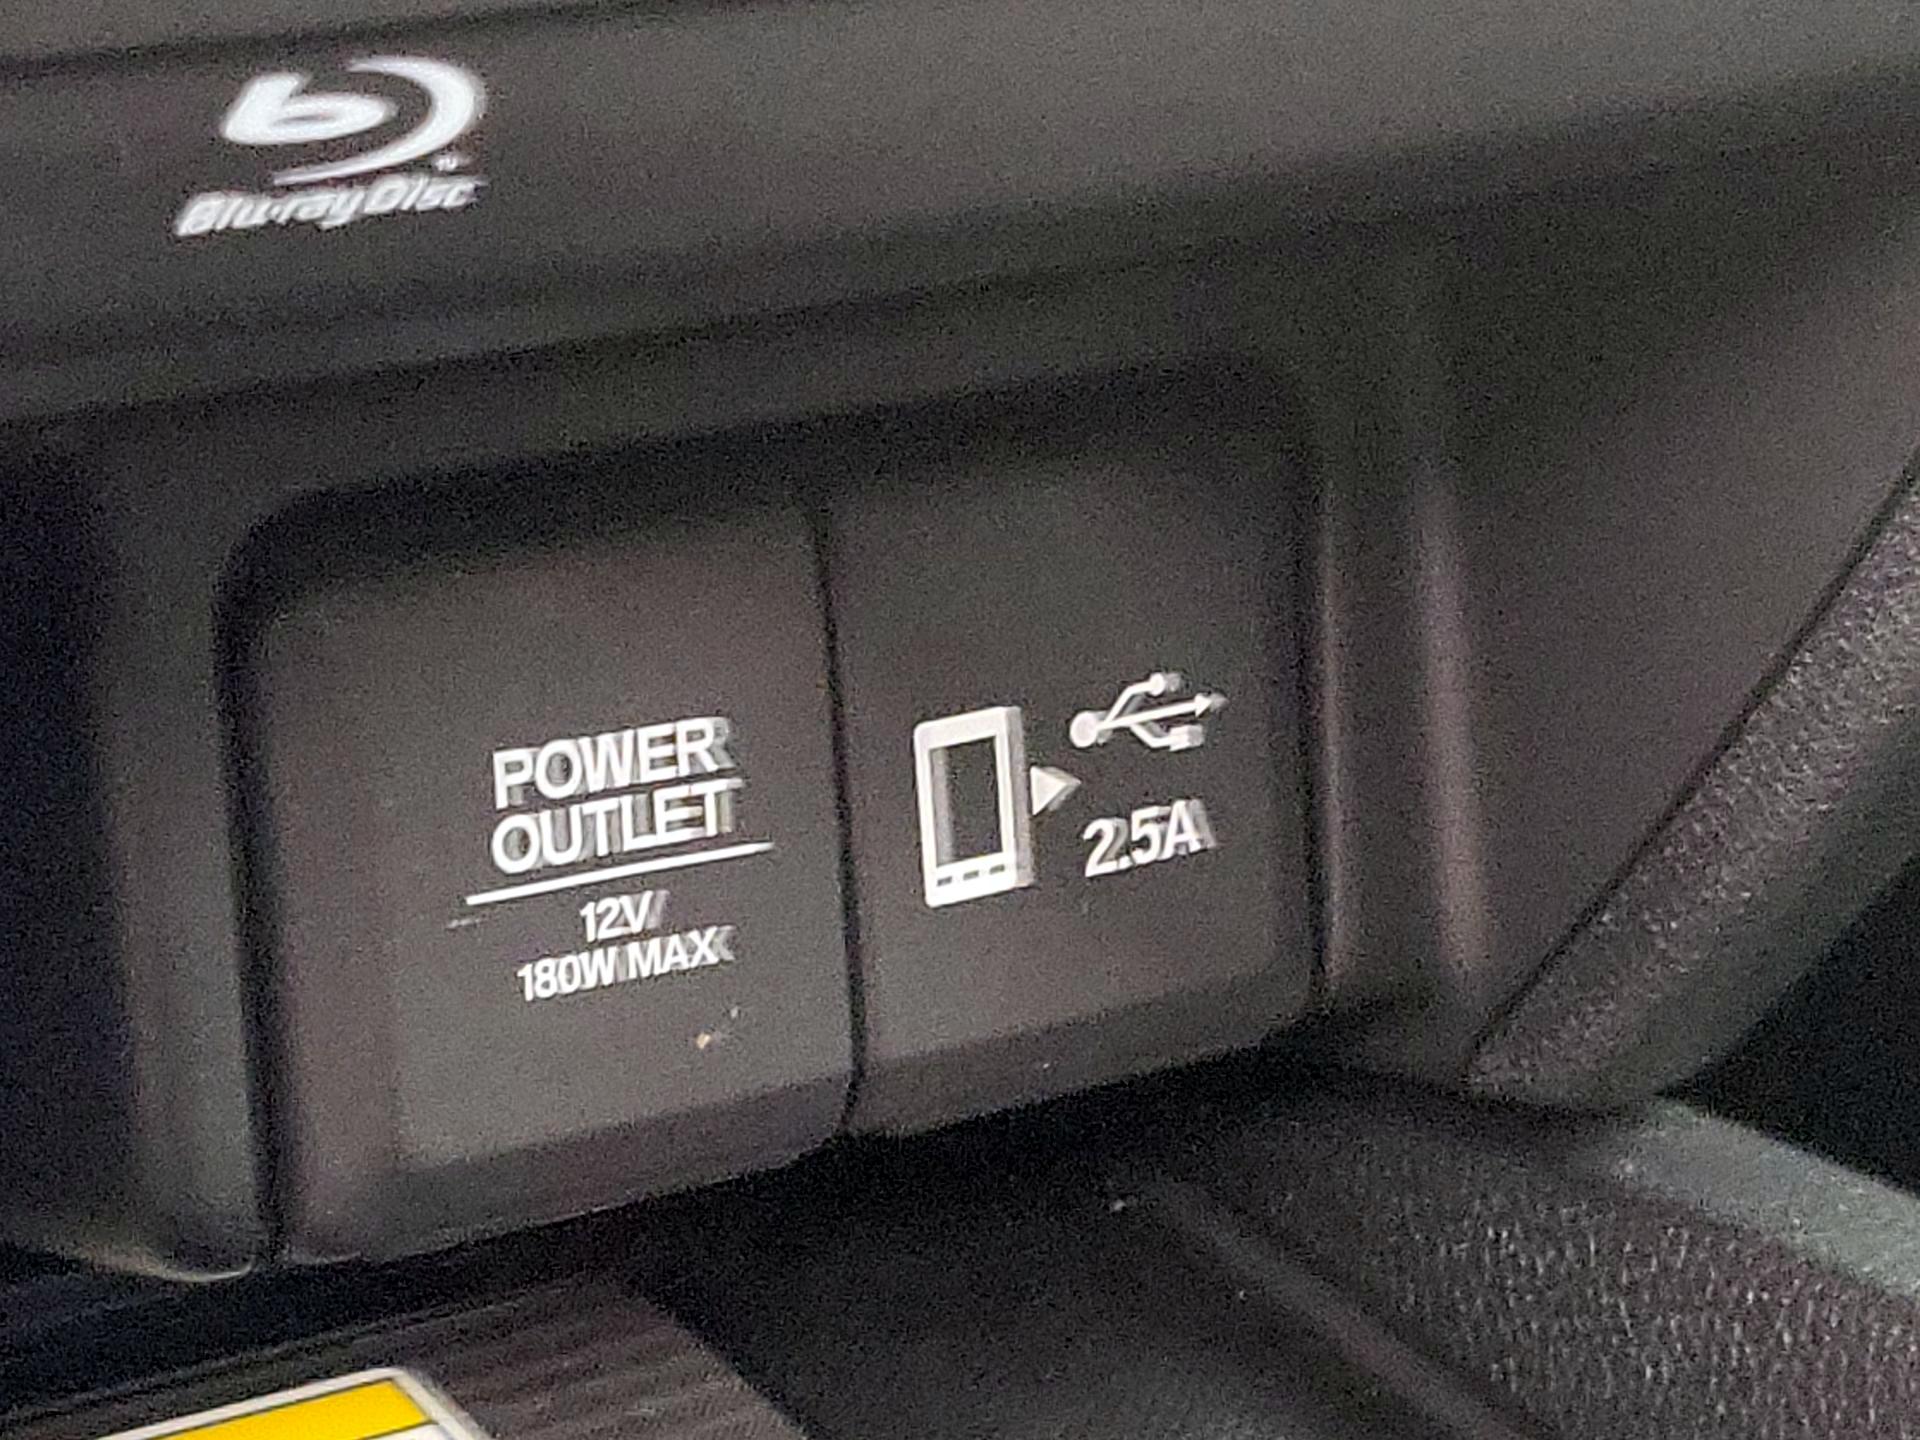 Blu-ray Disc
POWER
OUTLET
12V/
180W MAX
2.5A